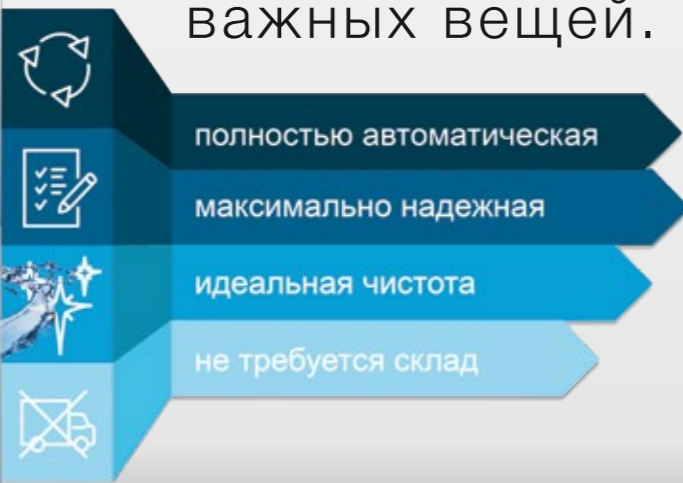 важных вещей.
полностью автоматическая
максимально надежная
идеальная чистота
не требуется склад